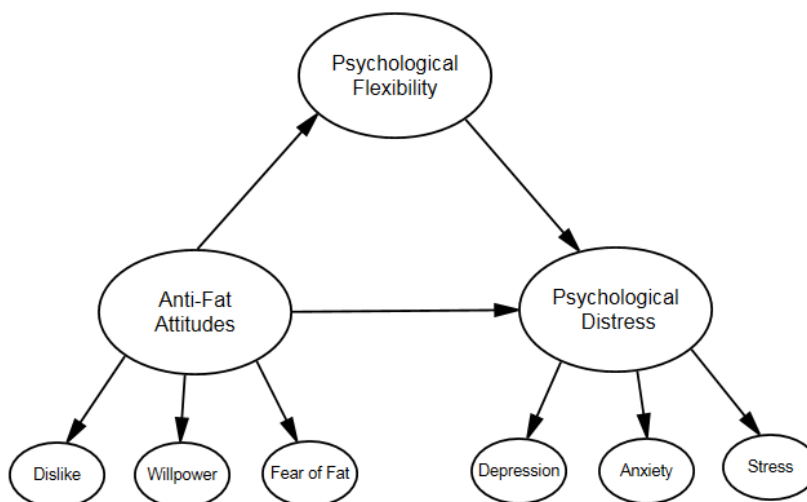 Psychological
Flexibility
Anti-Fat
Attitudes
Psychological
Distress
Dislike
Willpower
Fear of Fat
Depression
Anxiety
Stress